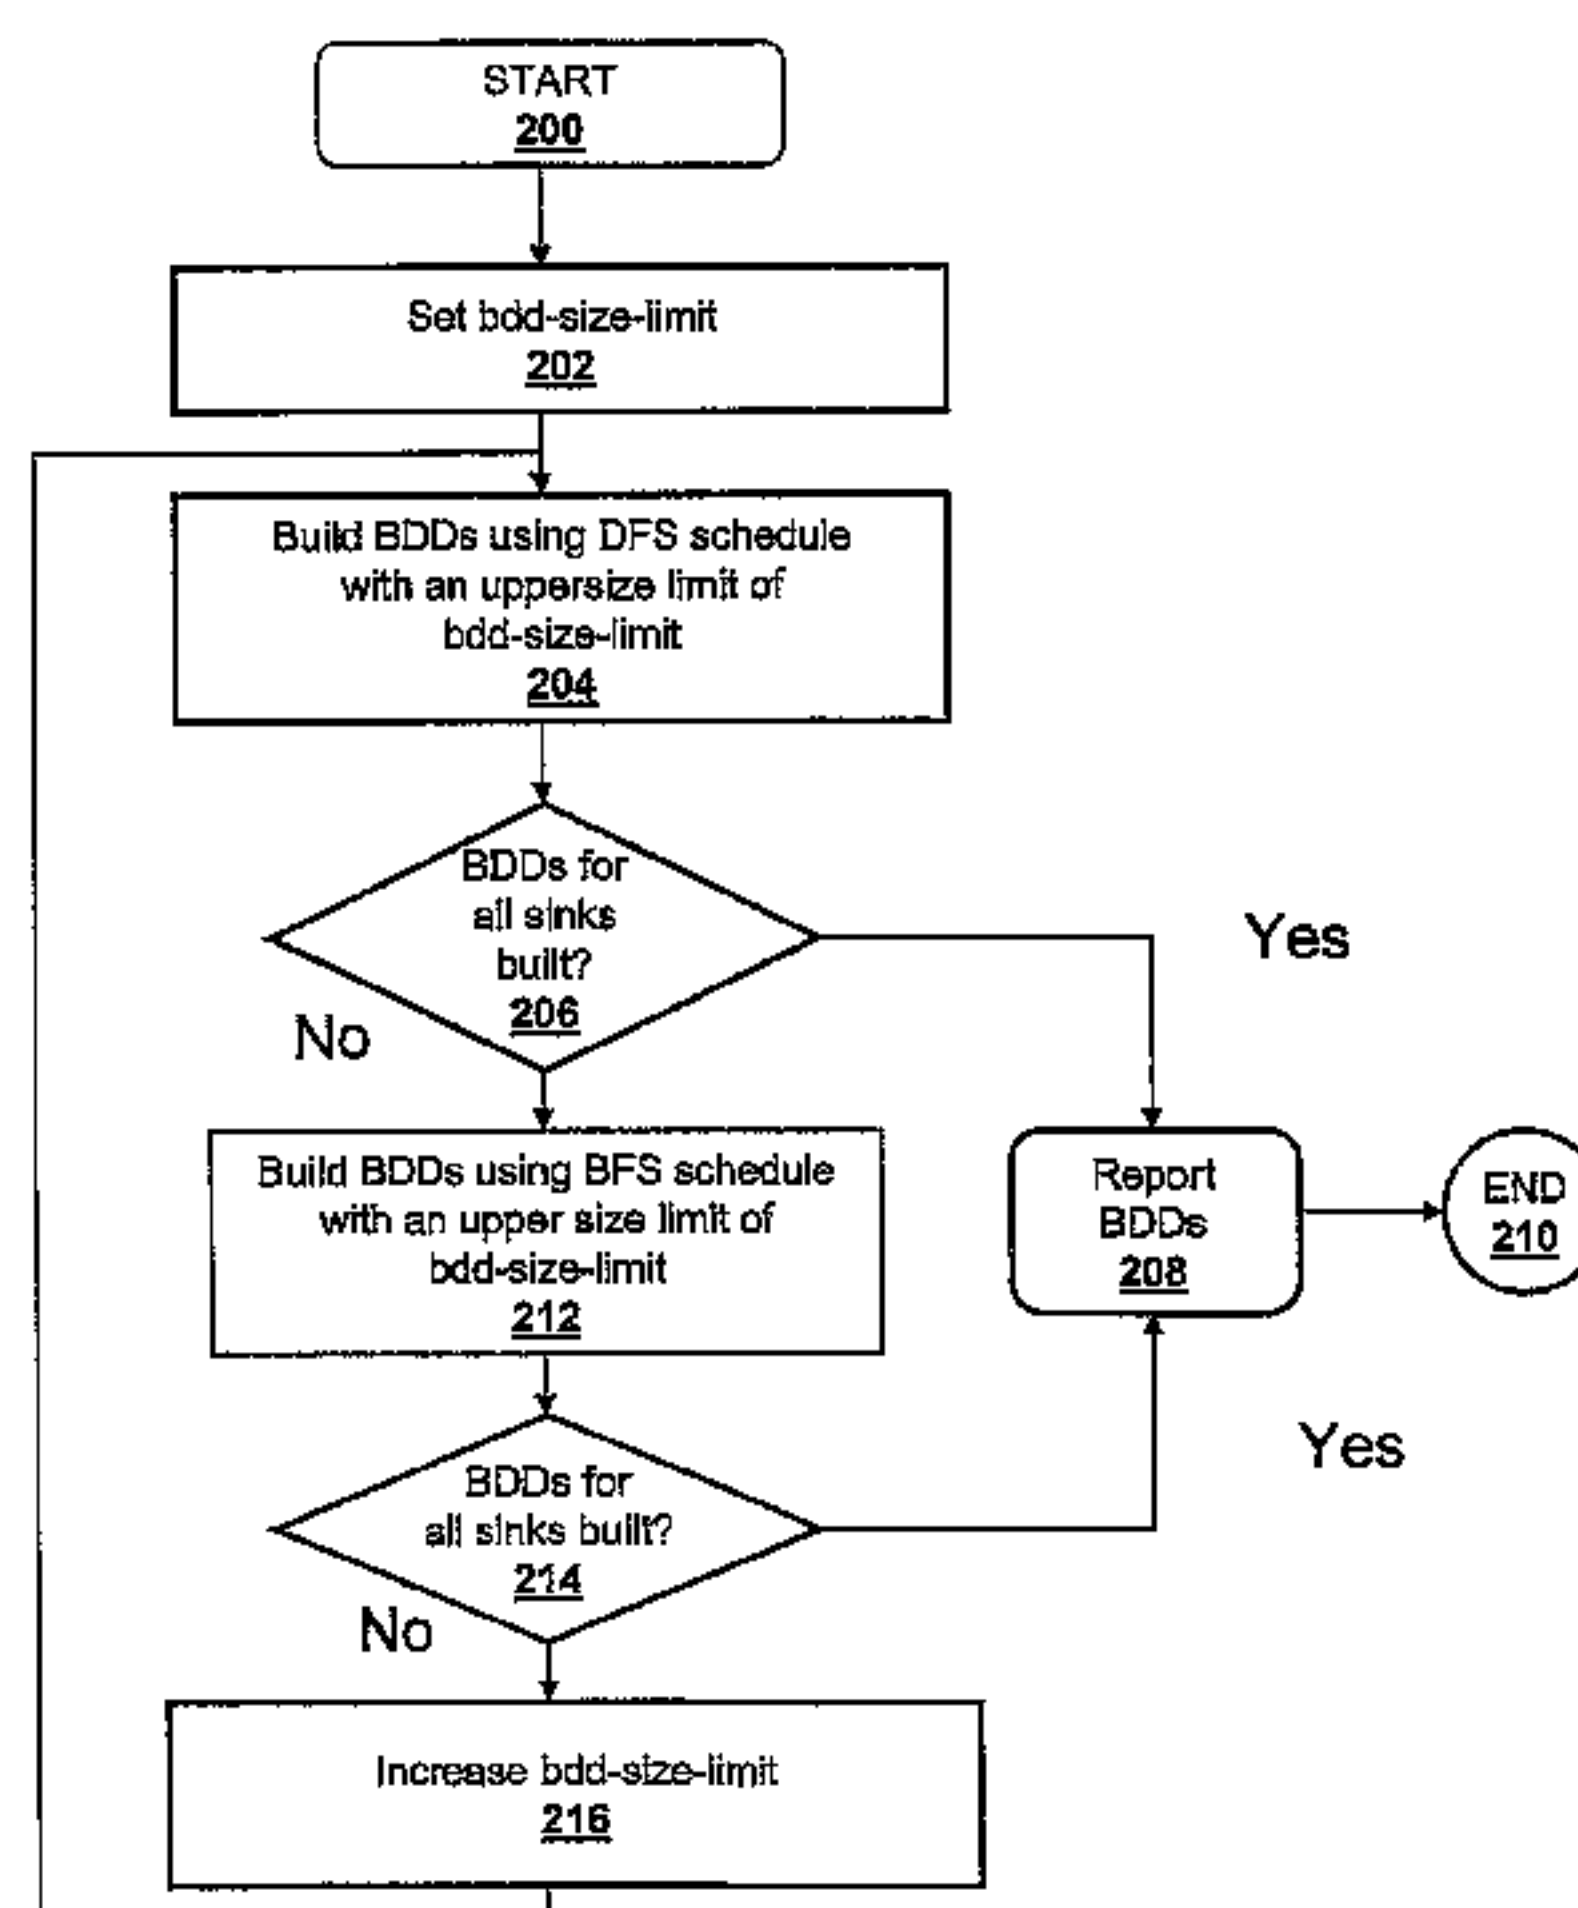 START
200
Set bdd-size-limit
202
Build BDDs using DFS schedule
with an uppersize limit of
bdd-size-limit
204
BDDs for
all sinks
built?
206
Yes
No
Build BDDs using BFS schedule
with an upper size limit of
bdd-size-limit
212
Report
BDDs
208
END
210
BDDs for
all sinks built?
214
Yes
No
Increase bdd-size-limit
216